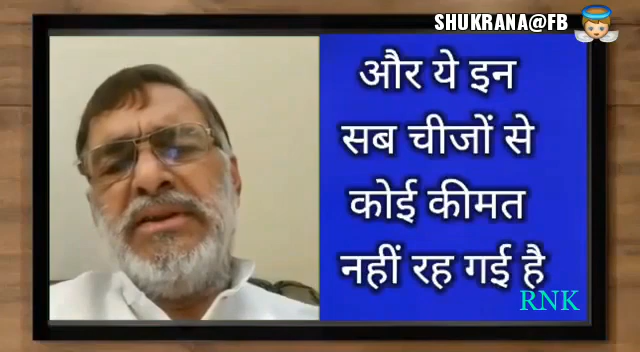 SHUKRANA@FB
और ये इन
सब चीजों से
कोई कीमत
नहीं रह गई है
RNK